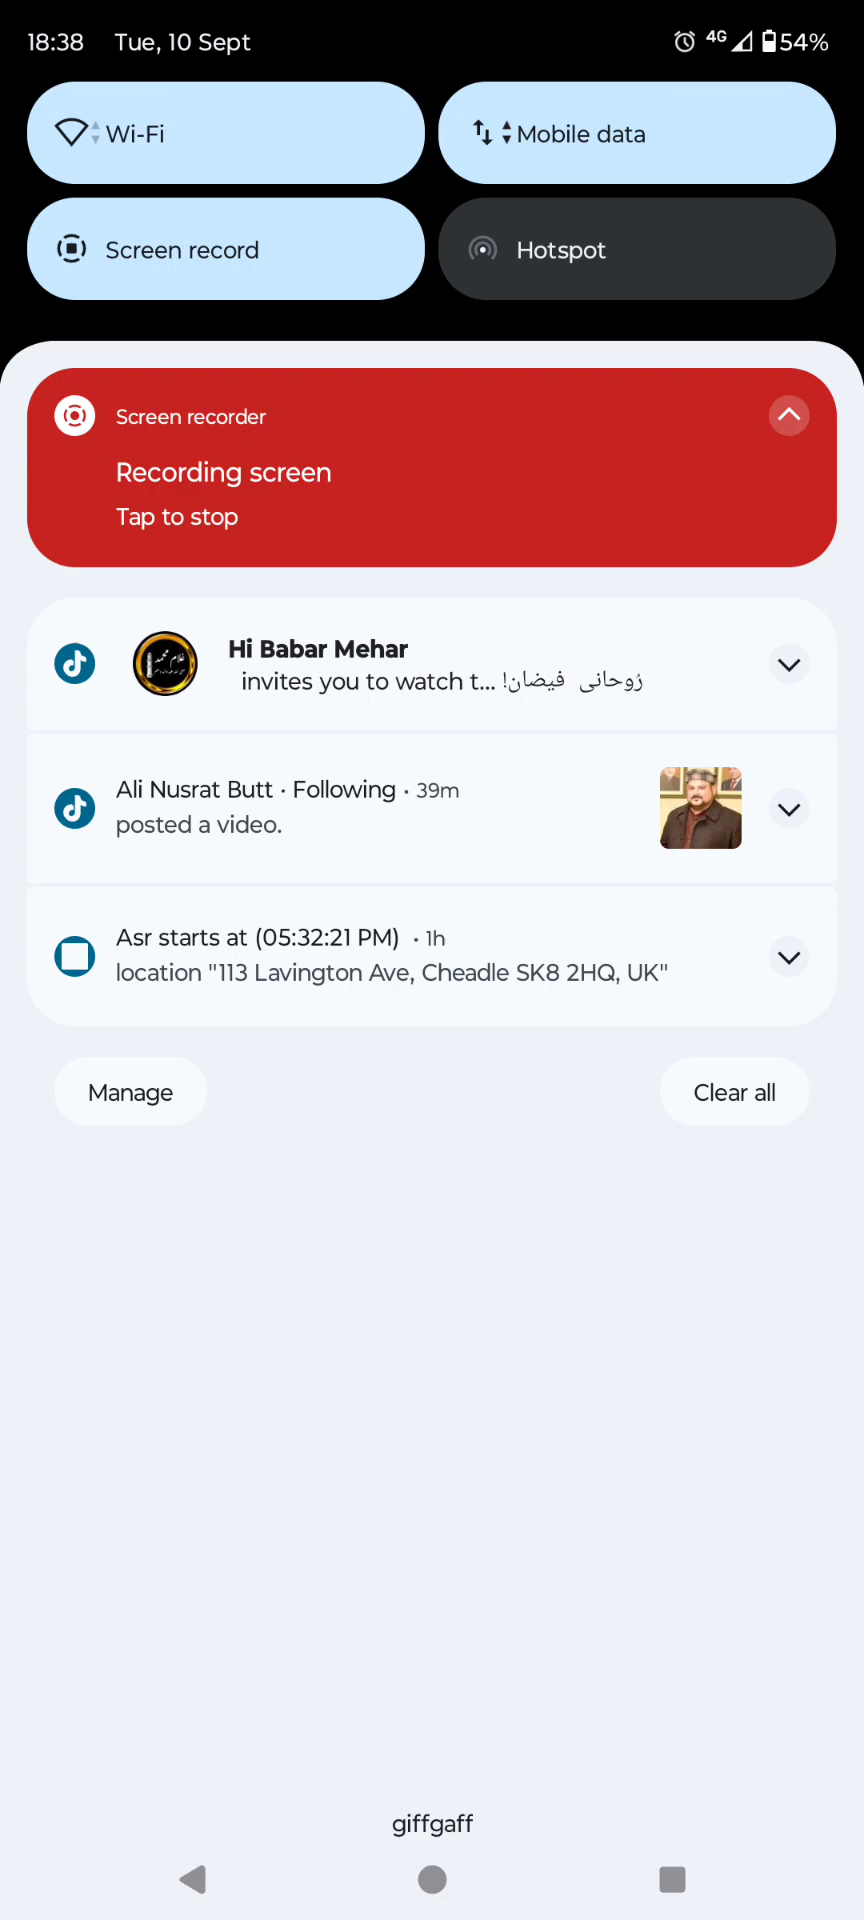 18:38 Tue, 10 Sept 4G 54%
Wi-Fi Mobile data
Screen record Hotspot
Screen recorder
Recording screen
Tap to stop
Hi Babar Mehar
invites you to watch t... رُوحانی فیضان!
Ali Nusrat Butt · Following · 39m
posted a video.
Asr starts at (05:32:21 PM) · 1h
location "113 Lavington Ave, Cheadle SK8 2HQ, UK"
Manage Clear all
giffgaff